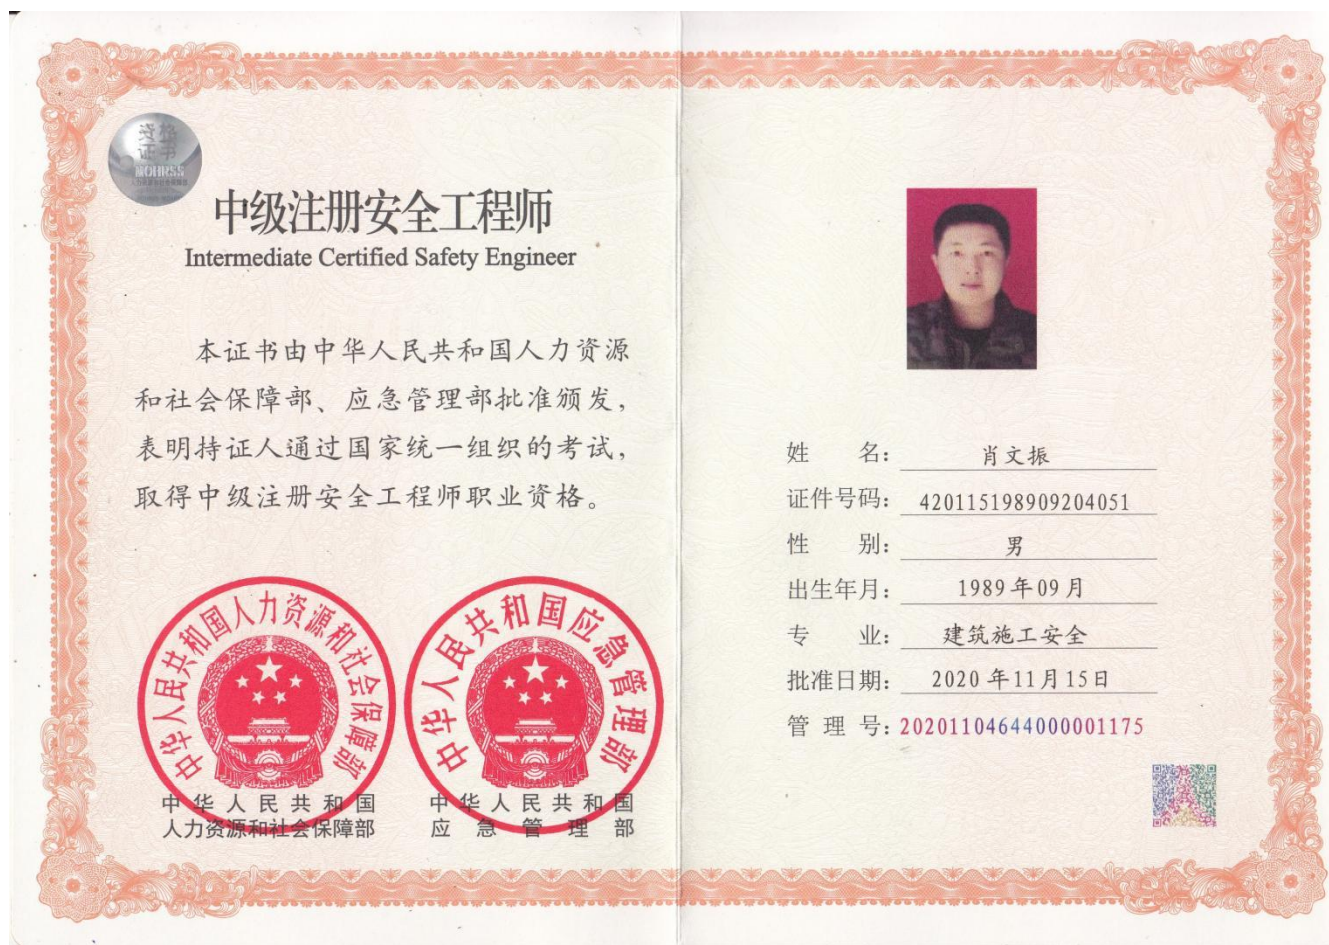 资格
证书
MOHRSS
中级注册安全工程师
Intermediate Certified Safety Engineer
本证书由中华人民共和国人力资源
和社会保障部、应急管理部批准颁发，
表明持证人通过国家统一组织的考试，
取得中级注册安全工程师职业资格。
中华人民共和国人力资源和社会保障部
中华人民共和国应急管理部
中华人民共和国
人力资源和社会保障部
中华人民共和国
应急管理部
姓名：肖文振
证件号码：420115198909204051
性别：男
出生年月：1989年09月
专业：建筑施工安全
批准日期：2020年11月15日
管理号：20201104644000001175